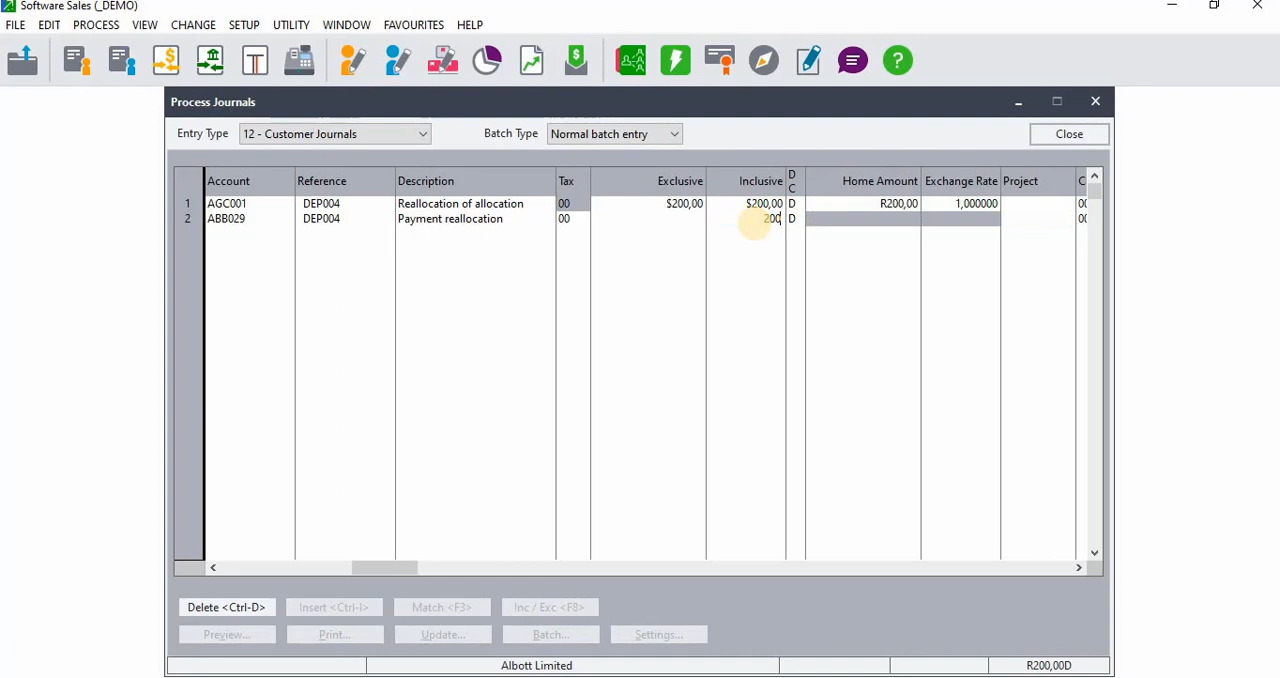 Software Sales (_DEMO)
FILE EDIT PROCESS VIEW CHANGE SETUP UTILITY WINDOW FAVOURITES HELP
Process Journals
Entry Type 12 - Customer Journals Batch Type Normal batch entry Close
Account Reference Description Tax Exclusive Inclusive D C Home Amount Exchange Rate Project C
1 AGC001 DEP004 Reallocation of allocation 00 $200,00 $200,00 D R200,00 1,000000 00
2 ABB029 DEP004 Payment reallocation 00 200 D 00
Delete <Ctrl-D> Insert <Ctrl-I> Match <F3> Inc / Exc <F8>
Preview... Print... Update... Batch... Settings...
Albott Limited R200,00D